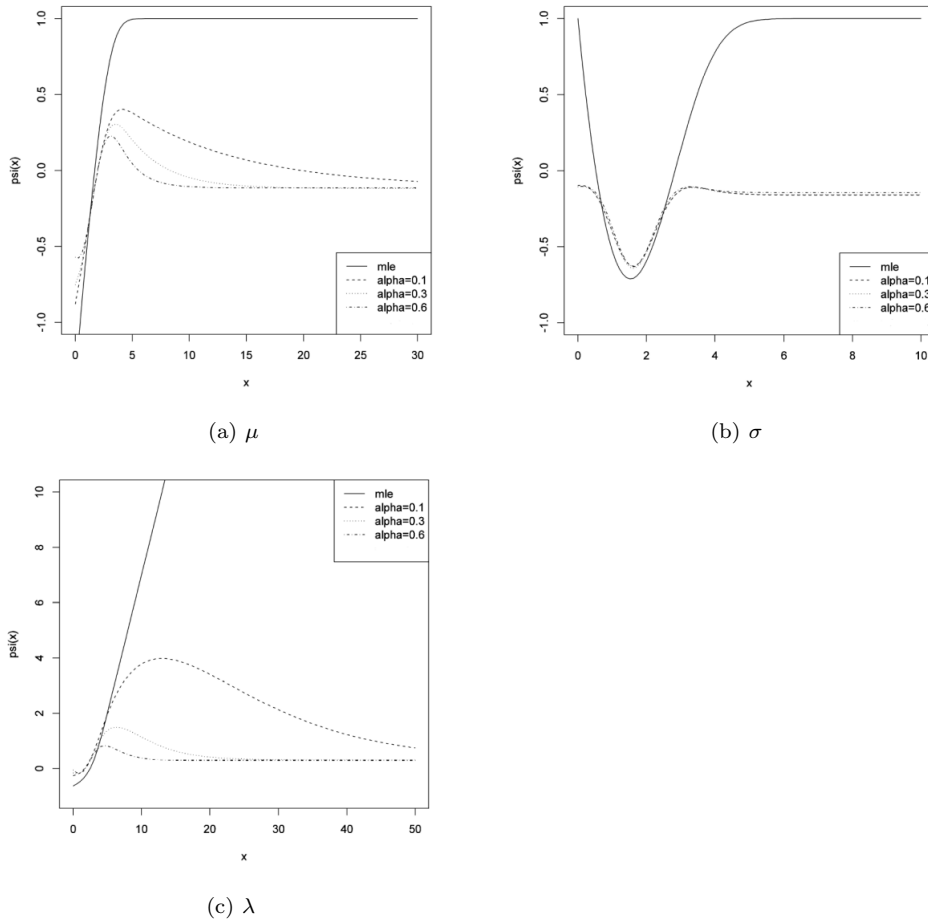 1.0
0.5
0.0
-0.5
-1.0
psi(x)
0 5 10 15 20 25 30
x
mle
alpha=0.1
alpha=0.3
alpha=0.6
(a) μ
1.0
0.5
0.0
-0.5
-1.0
psi(x)
0 2 4 6 8 10
x
mle
alpha=0.1
alpha=0.3
alpha=0.6
(b) σ
10
8
6
4
2
0
psi(x)
0 10 20 30 40 50
x
mle
alpha=0.1
alpha=0.3
alpha=0.6
(c) λ